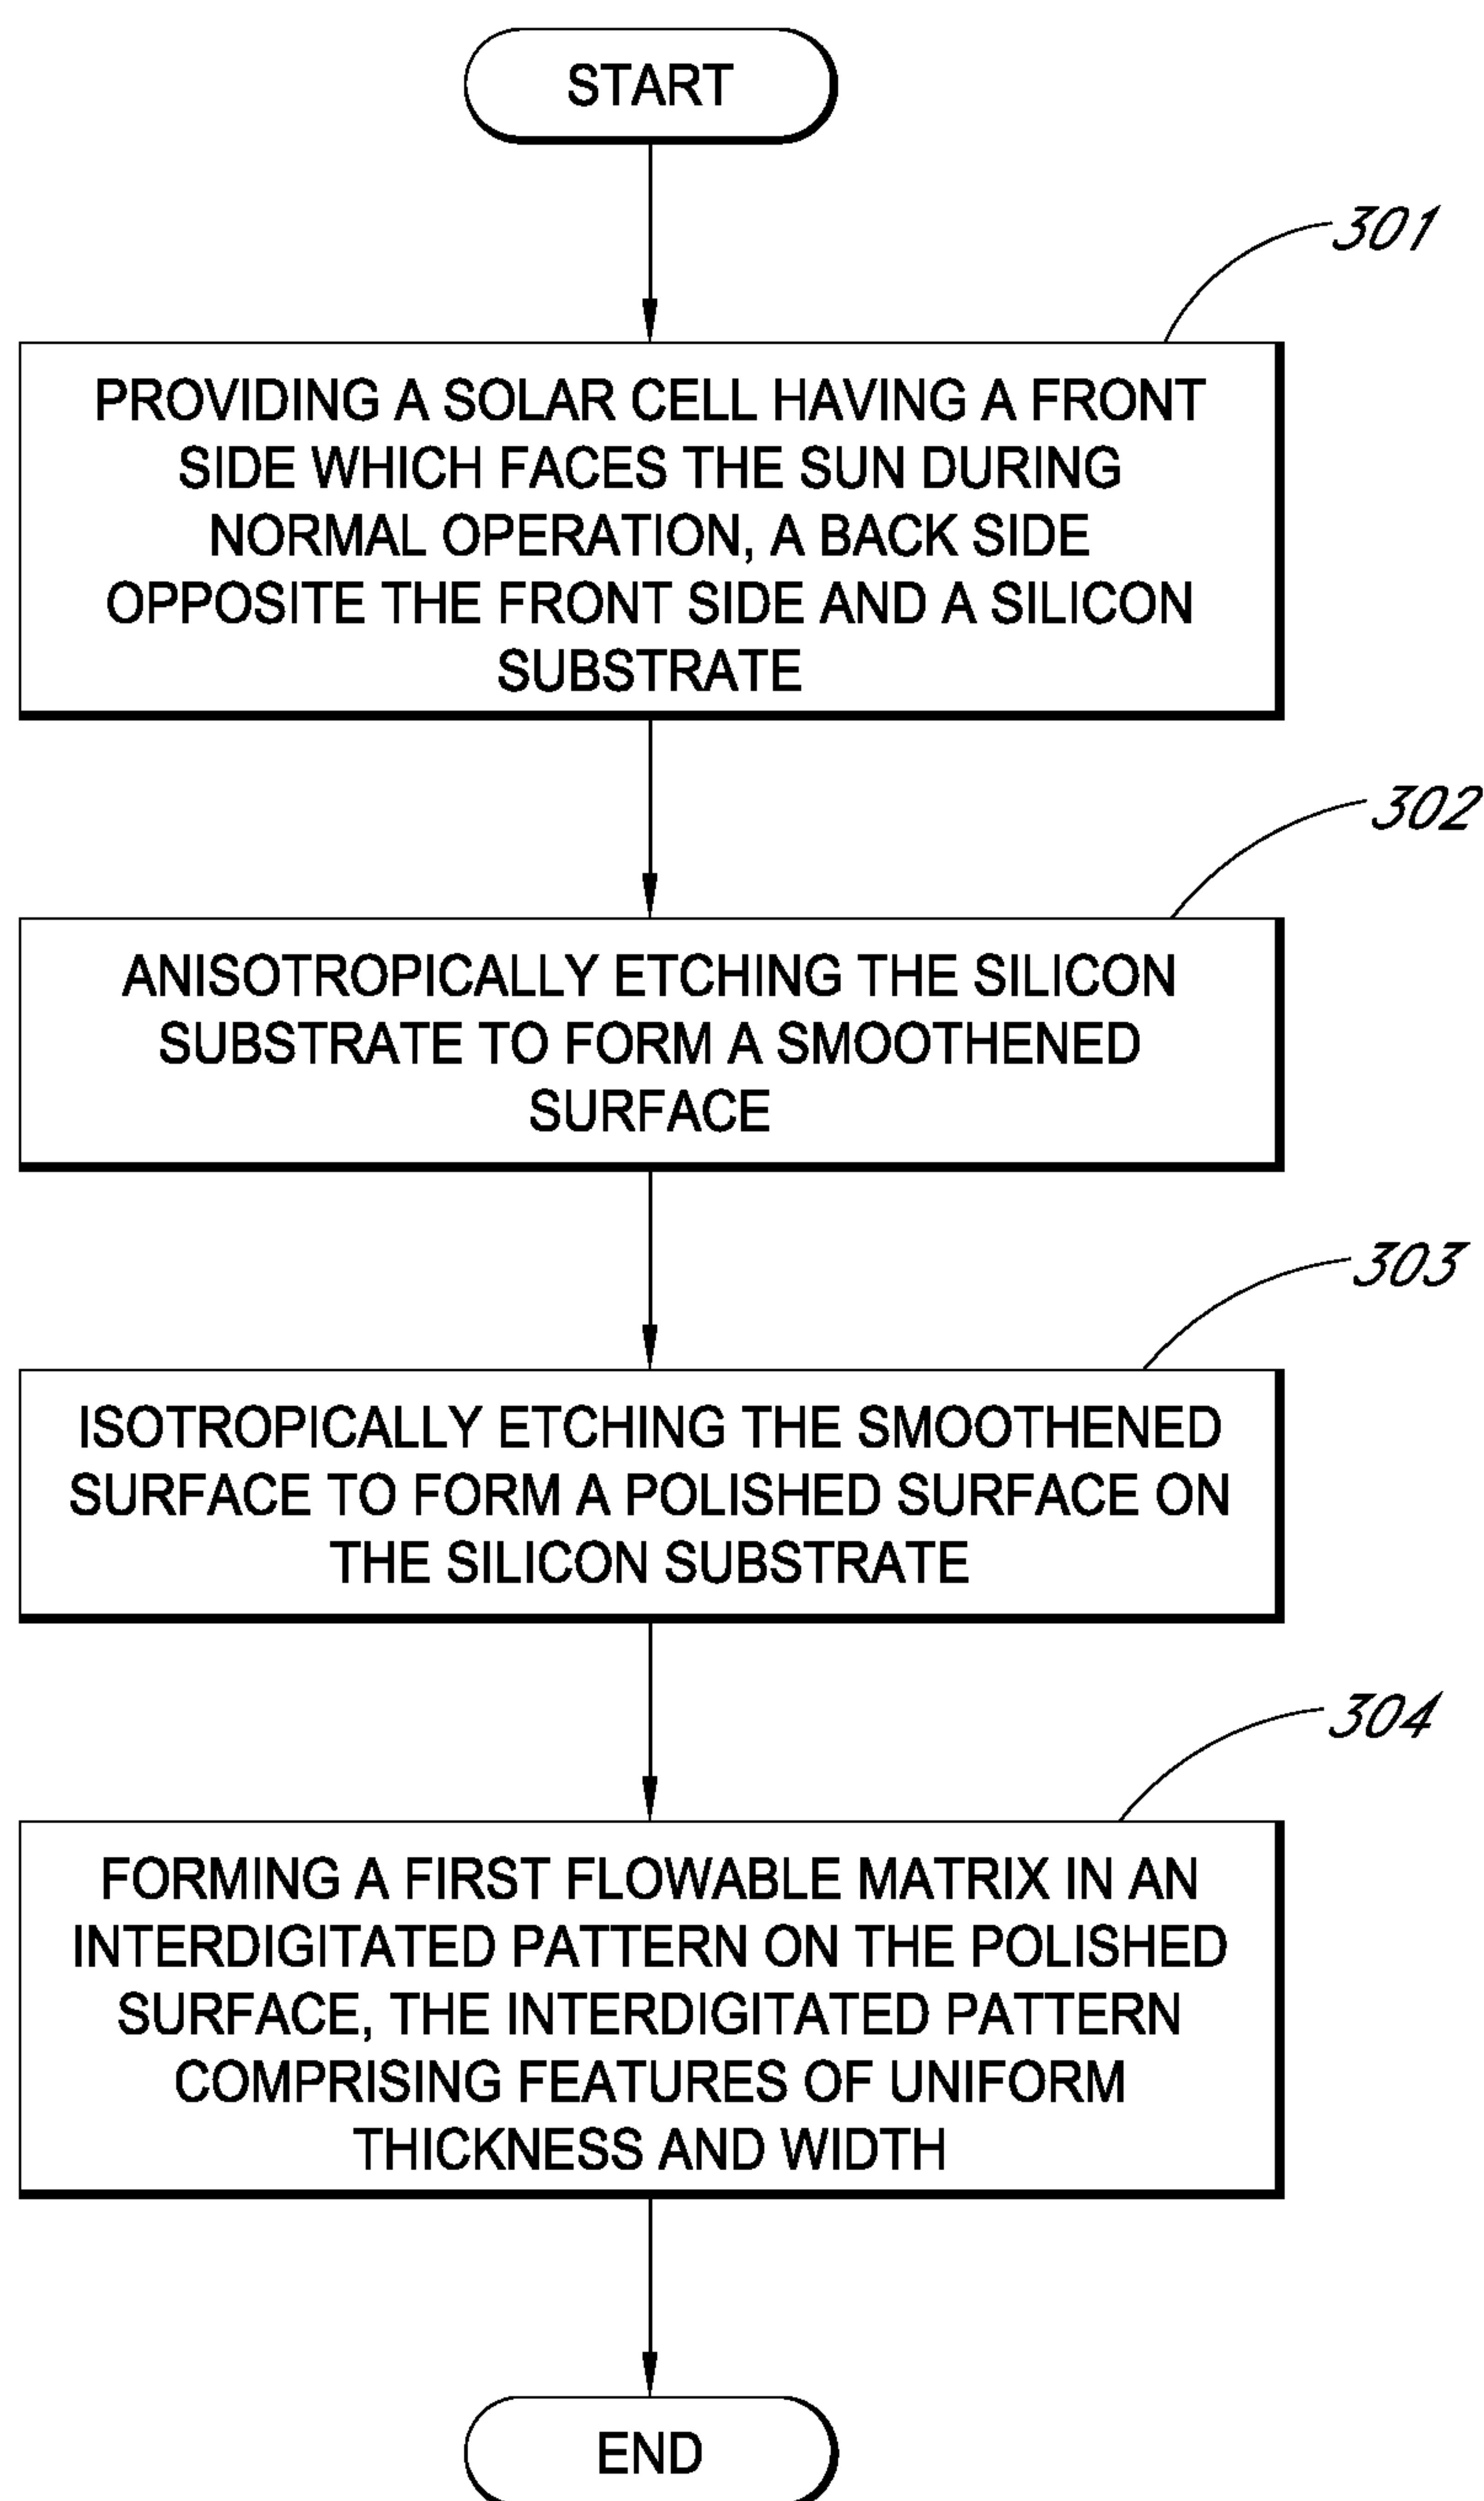 START
301
PROVIDING A SOLAR CELL HAVING A FRONT
SIDE WHICH FACES THE SUN DURING
NORMAL OPERATION, A BACK SIDE
OPPOSITE THE FRONT SIDE AND A SILICON
SUBSTRATE
302
ANISOTROPICALLY ETCHING THE SILICON
SUBSTRATE TO FORM A SMOOTHENED
SURFACE
303
ISOTROPICALLY ETCHING THE SMOOTHENED
SURFACE TO FORM A POLISHED SURFACE ON
THE SILICON SUBSTRATE
304
FORMING A FIRST FLOWABLE MATRIX IN AN
INTERDIGITATED PATTERN ON THE POLISHED
SURFACE, THE INTERDIGITATED PATTERN
COMPRISING FEATURES OF UNIFORM
THICKNESS AND WIDTH
END